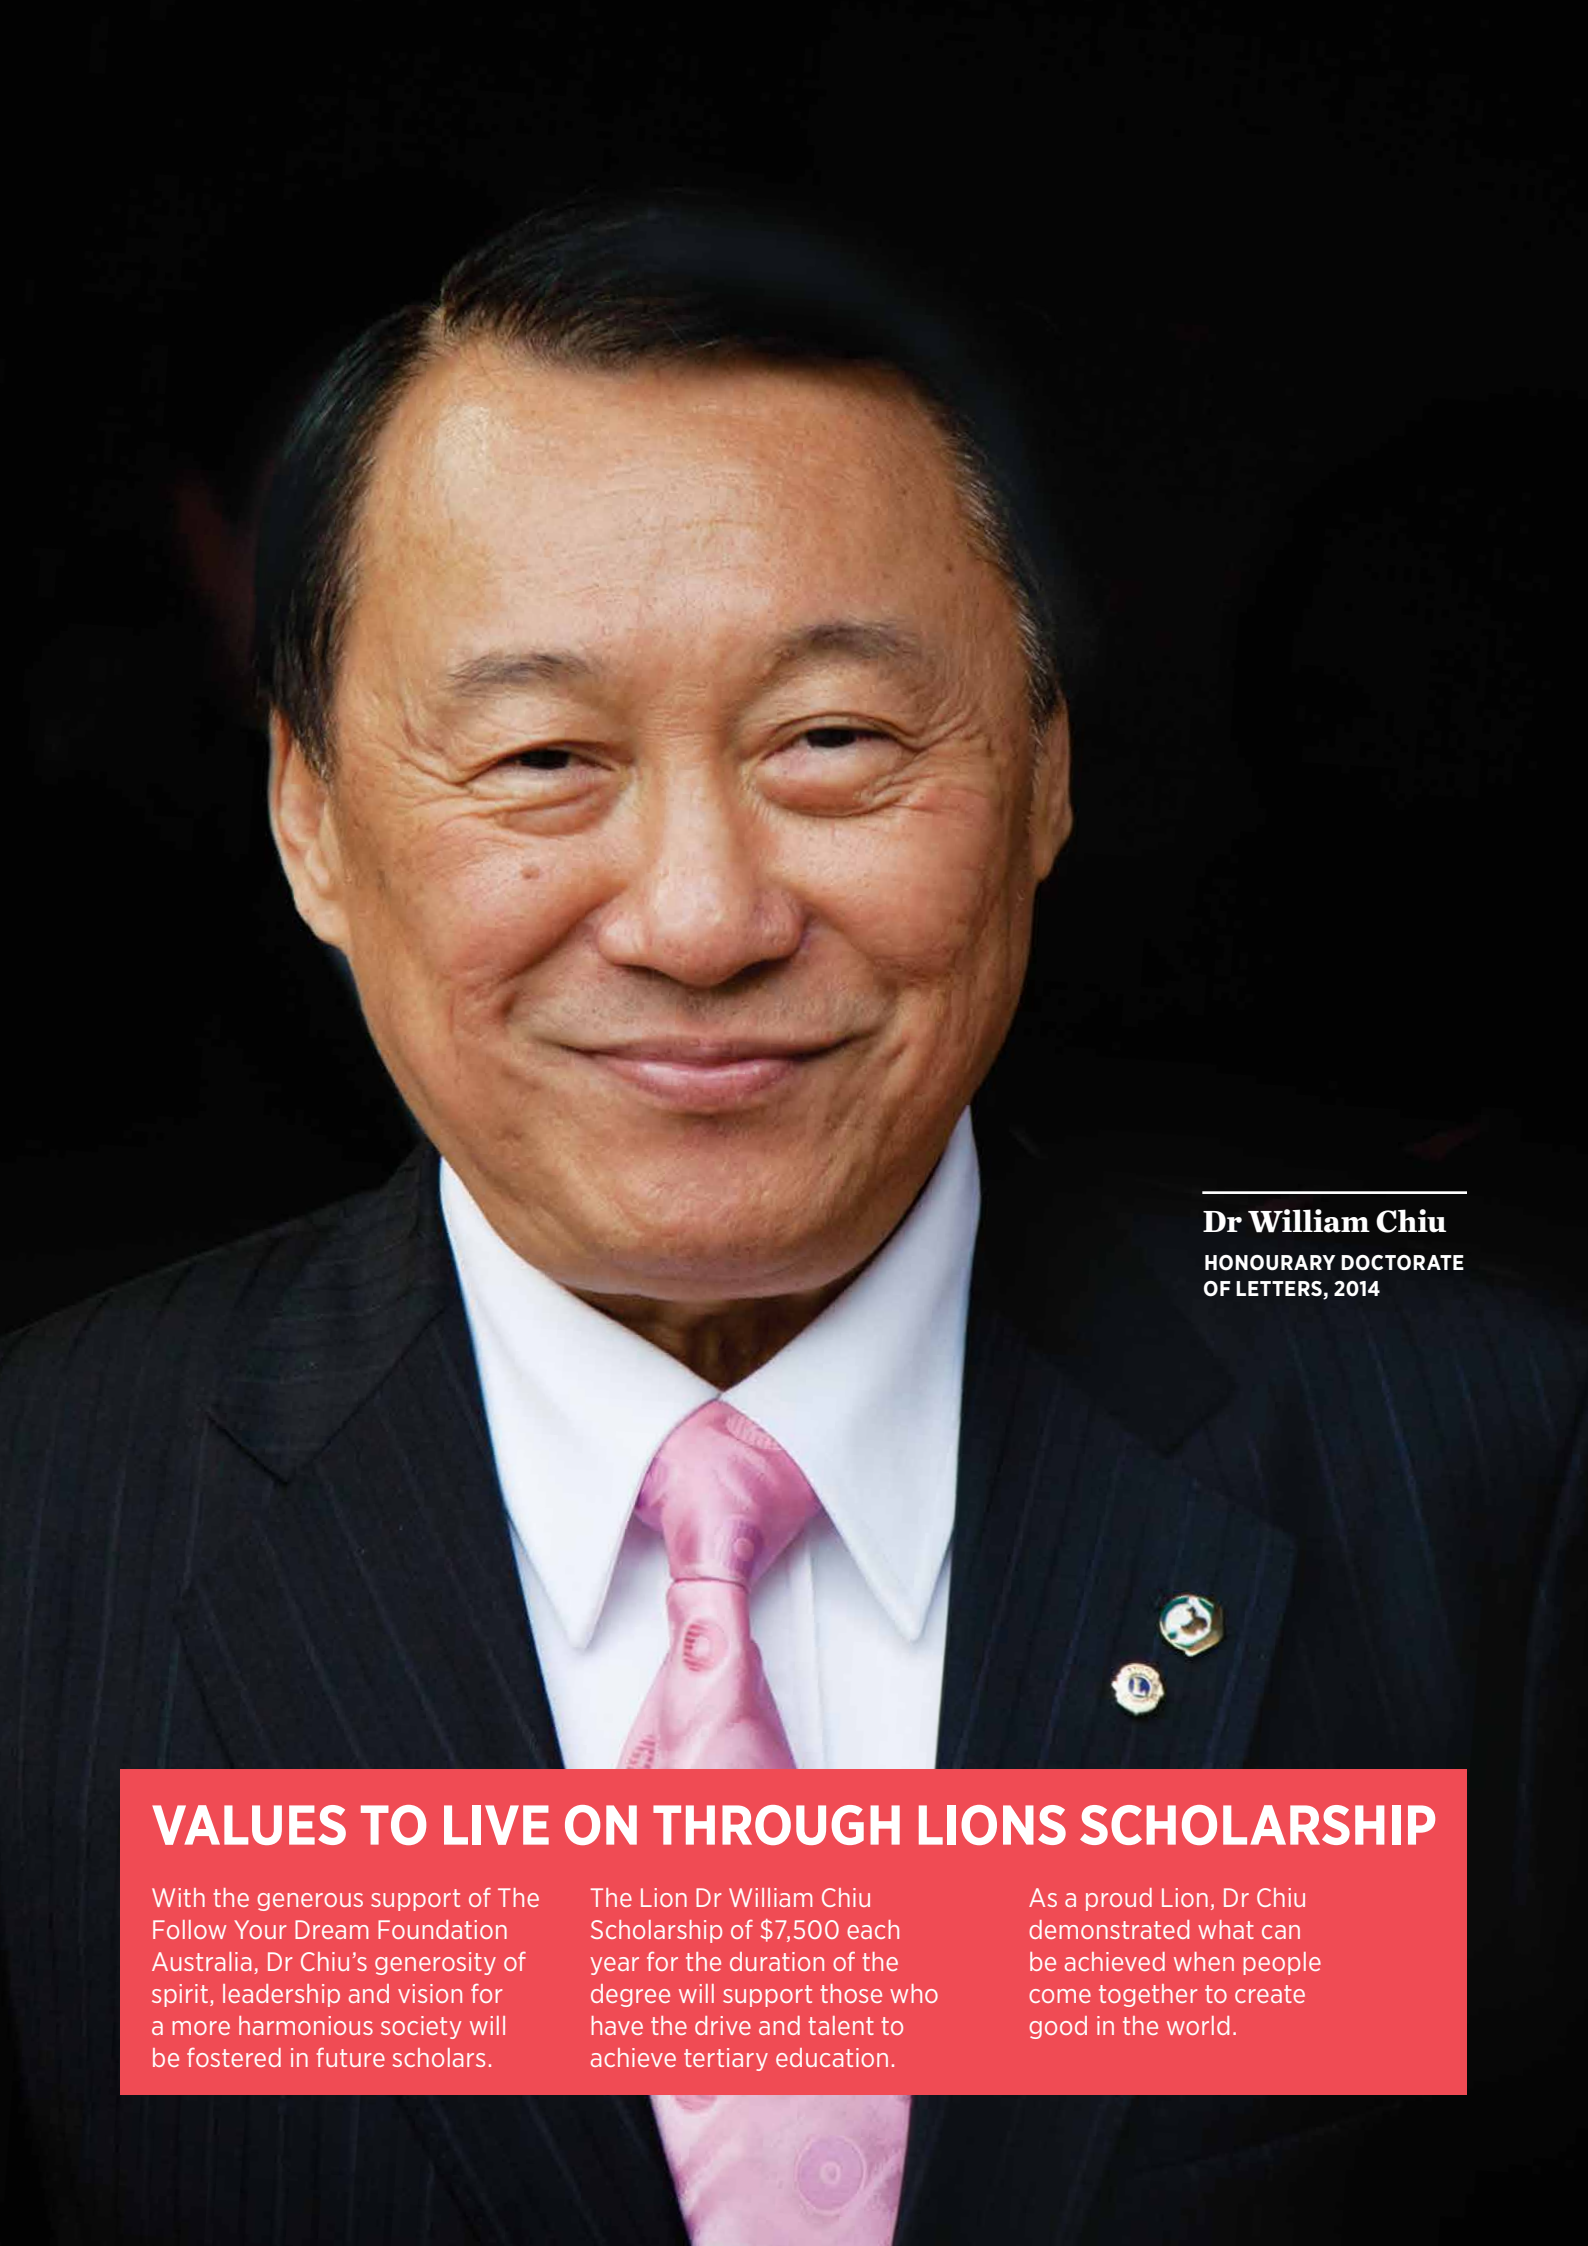 Dr William Chiu
HONOURARY DOCTORATE
OF LETTERS, 2014
VALUES TO LIVE ON THROUGH LIONS SCHOLARSHIP
With the generous support of The
Follow Your Dream Foundation
Australia, Dr Chiu’s generosity of
spirit, leadership and vision for
a more harmonious society will
be fostered in future scholars.
The Lion Dr William Chiu
Scholarship of $7,500 each
year for the duration of the
degree will support those who
have the drive and talent to
achieve tertiary education.
As a proud Lion, Dr Chiu
demonstrated what can
be achieved when people
come together to create
good in the world.
L